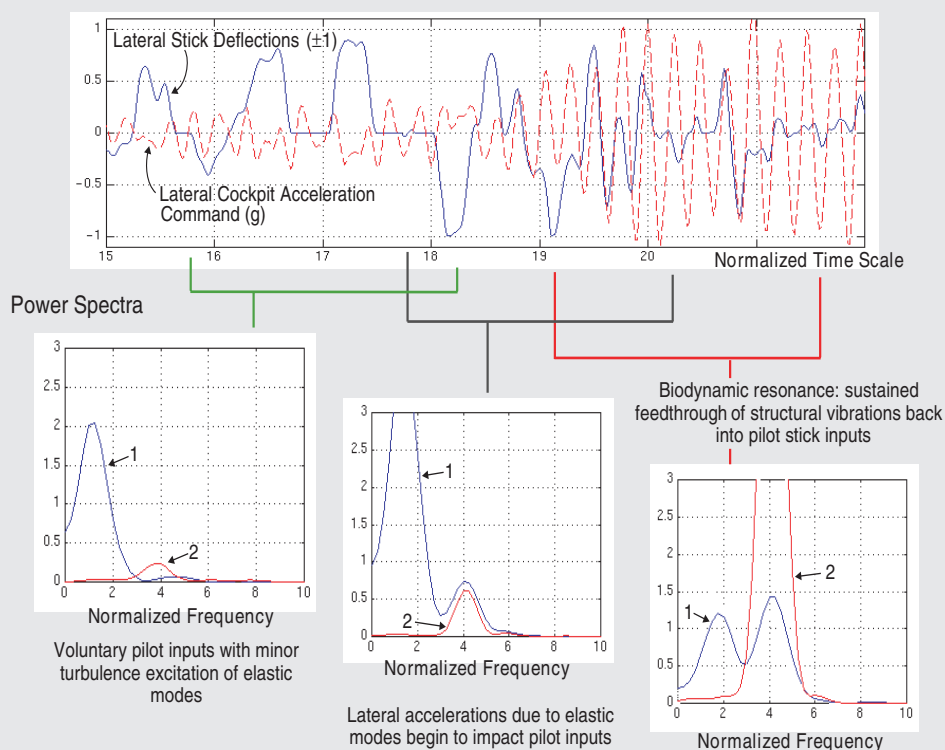 1
Lateral Stick Deflections (±1)
0.5
0
−0.5
Lateral Cockpit Acceleration
Command (g)
−1
15 16 17 18 19 20
Normalized Time Scale
Power Spectra
3
2.5
2
1.5
1
0.5
0
1
2
0 2 4 6 8 10
Normalized Frequency
Voluntary pilot inputs with minor
turbulence excitation of elastic
modes
3
2.5
2
1.5
1
0.5
0
1
2
0 2 4 6 8 10
Normalized Frequency
Lateral accelerations due to elastic
modes begin to impact pilot inputs
Biodynamic resonance: sustained
feedthrough of structural vibrations back
into pilot stick inputs
3
2.5
2
1.5
1
0.5
0
1
2
0 2 4 6 8 10
Normalized Frequency